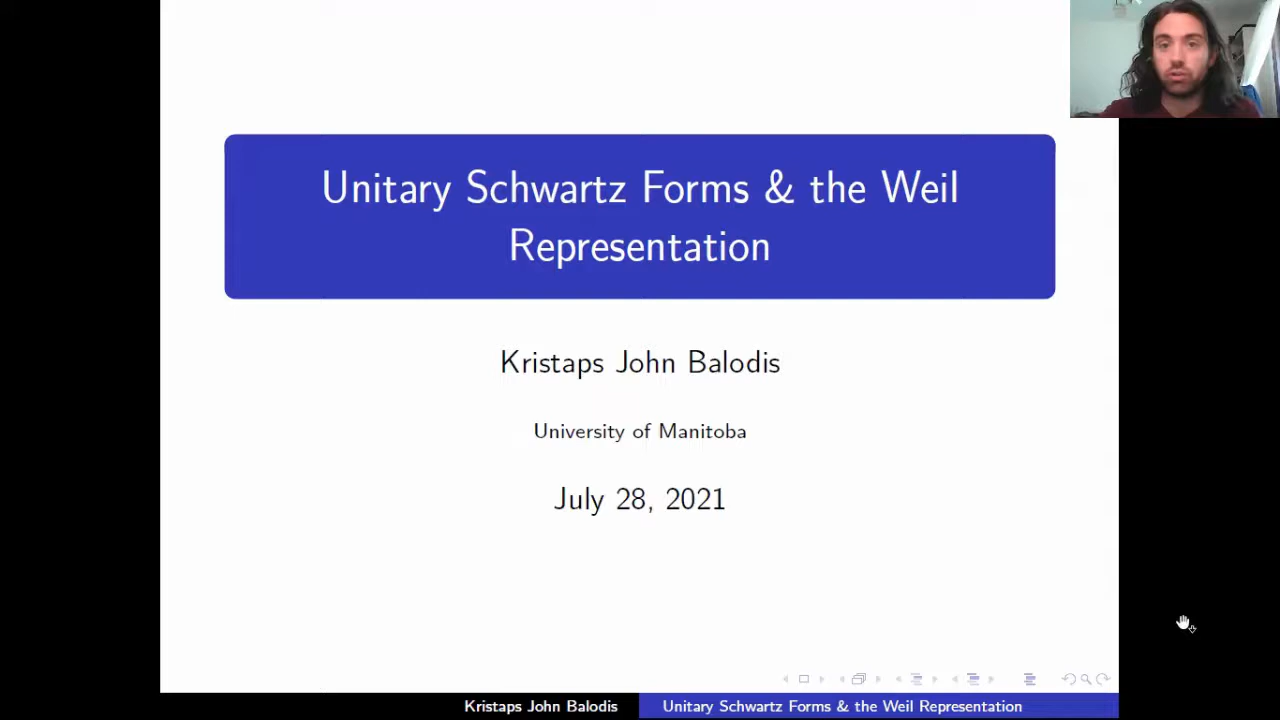 Unitary Schwartz Forms & the Weil
Representation
Kristaps John Balodis
University of Manitoba
July 28, 2021
Kristaps John Balodis
Unitary Schwartz Forms & the Weil Representation